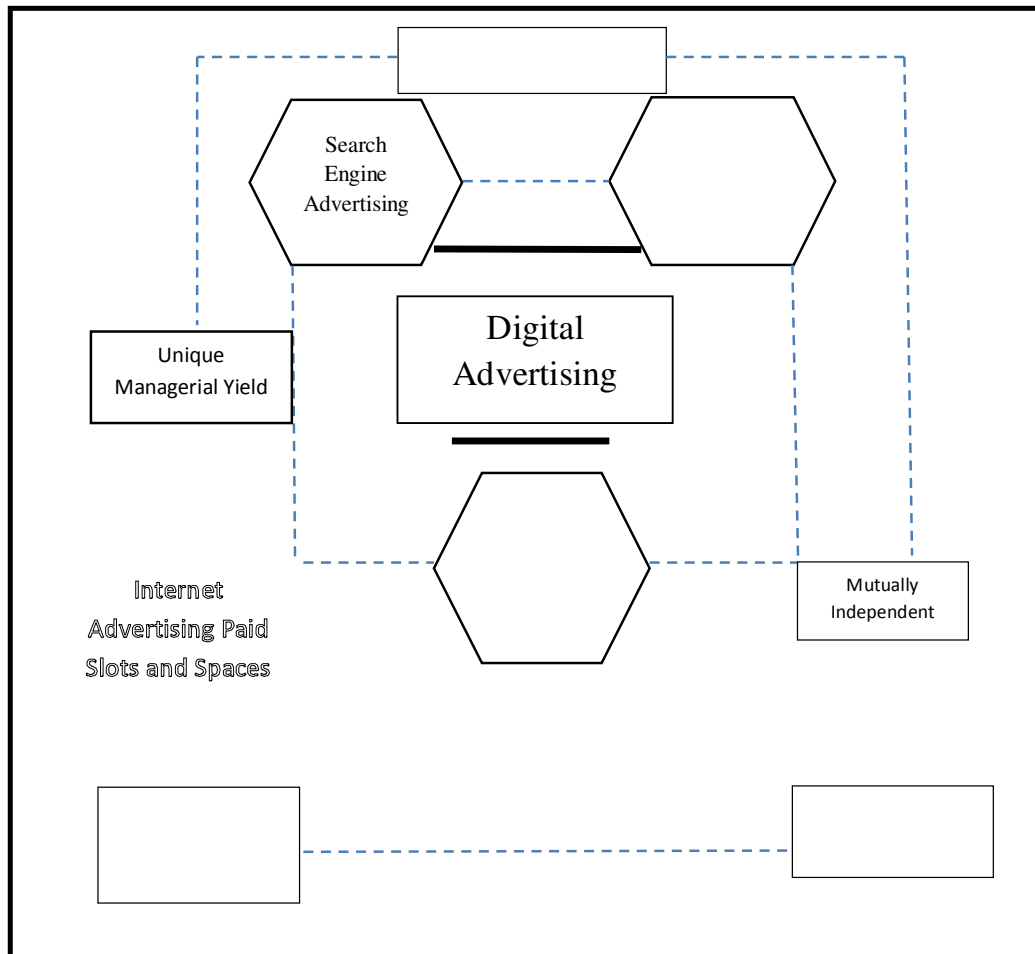 Search
Engine
Advertising
Digital
Advertising
Unique
Managerial Yield
Internet
Advertising Paid
Slots and Spaces
Mutually
Independent